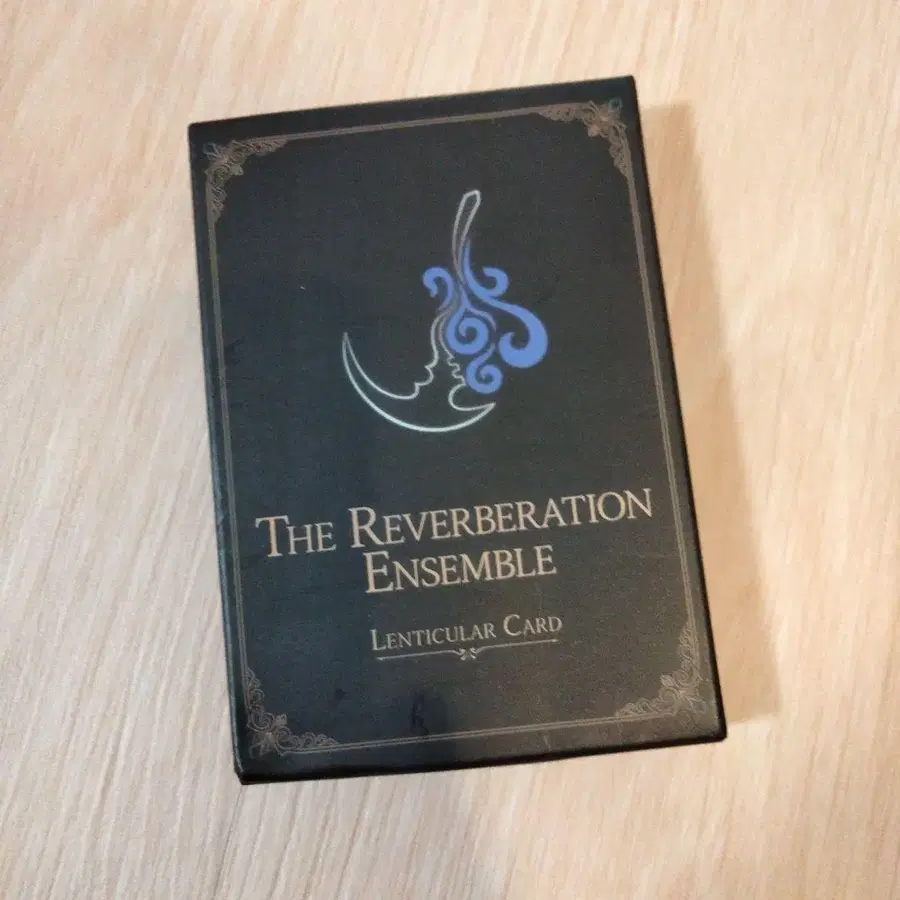 The Reverberation
Ensemble
Lenticular Card